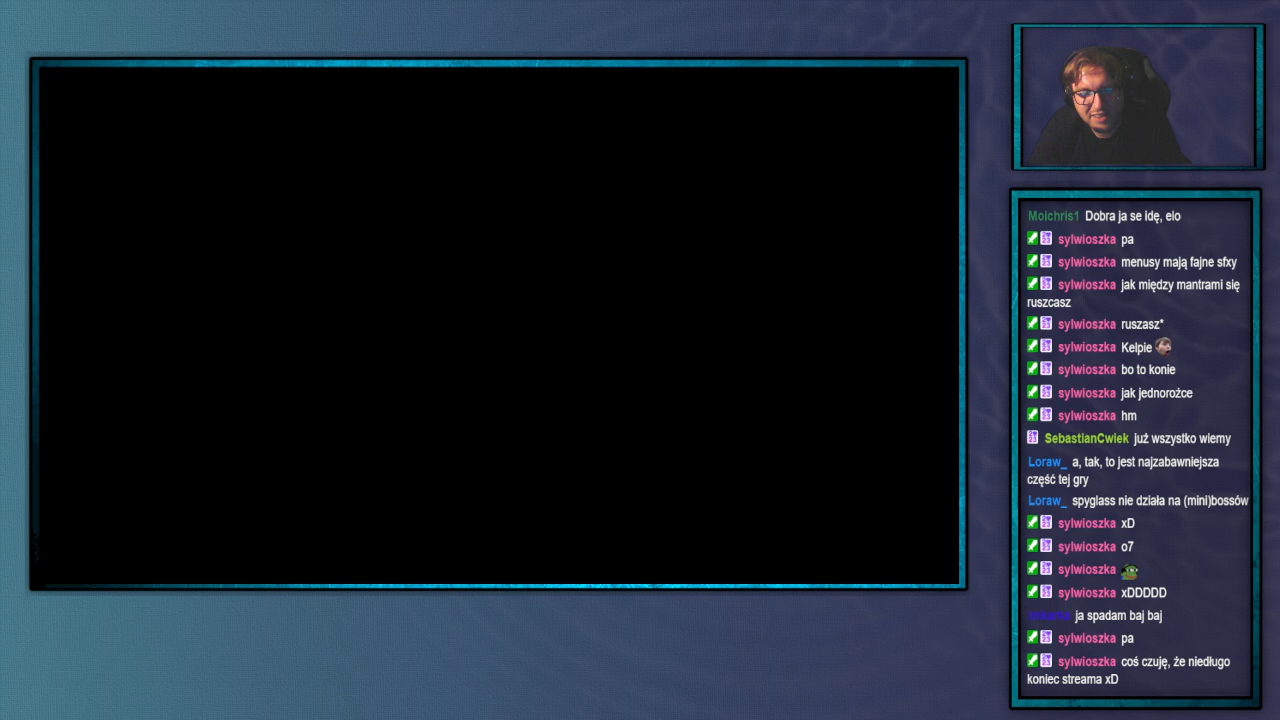 Moichris1 Dobra ja se idę, elo
sylwioszka pa
sylwioszka menusy mają fajne sfxy
sylwioszka jak między mantrami się
ruszcasz
sylwioszka ruszasz*
sylwioszka Kelpie
sylwioszka bo to konie
sylwioszka jak jednorożce
sylwioszka hm
SebastianCwiek już wszystko wiemy
Loraw_ a, tak, to jest najzabawniejsza
część tej gry
Loraw_ spyglass nie działa na (mini)bossów
sylwioszka xD
sylwioszka o7
sylwioszka
sylwioszka xDDDDD
ja spadam baj baj
sylwioszka pa
sylwioszka coś czuję, że niedługo
koniec streama xD